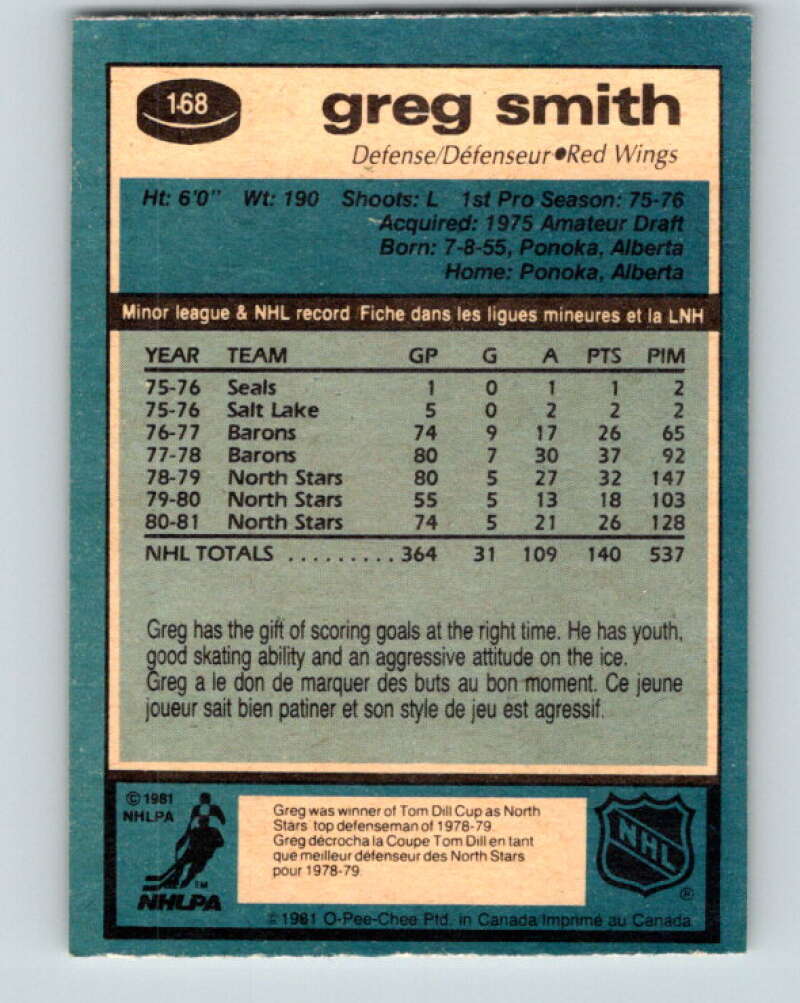 168
greg smith
Defense/Défenseur●Red Wings
Ht: 6'0" Wt: 190 Shoots: L 1st Pro Season: 75-76
Acquired: 1975 Amateur Draft
Born: 7-8-55, Ponoka, Alberta
Home: Ponoka, Alberta
Minor league & NHL record Fiche dans les ligues mineures et la LNH
YEAR TEAM GP G A PTS PIM
75-76 Seals 1 0 1 1 2
75-76 Salt Lake 5 0 2 2 2
76-77 Barons 74 9 17 26 65
77-78 Barons 80 7 30 37 92
78-79 North Stars 80 5 27 32 147
79-80 North Stars 55 5 13 18 103
80-81 North Stars 74 5 21 26 128
NHL TOTALS ......... 364 31 109 140 537
Greg has the gift of scoring goals at the right time. He has youth,
good skating ability and an aggressive attitude on the ice.
Greg a le don de marquer des buts au bon moment. Ce jeune
joueur sait bien patiner et son style de jeu est agressif.
© 1981
NHLPA
TM
NHLPA
Greg was winner of Tom Dill Cup as North
Stars' top defenseman of 1978-79.
Greg décrocha la Coupe Tom Dill en tant
que meilleur défenseur des North Stars
pour 1978-79.
NHL
®
© 1981 O-Pee-Chee Ptd. in Canada/Imprimé au Canada